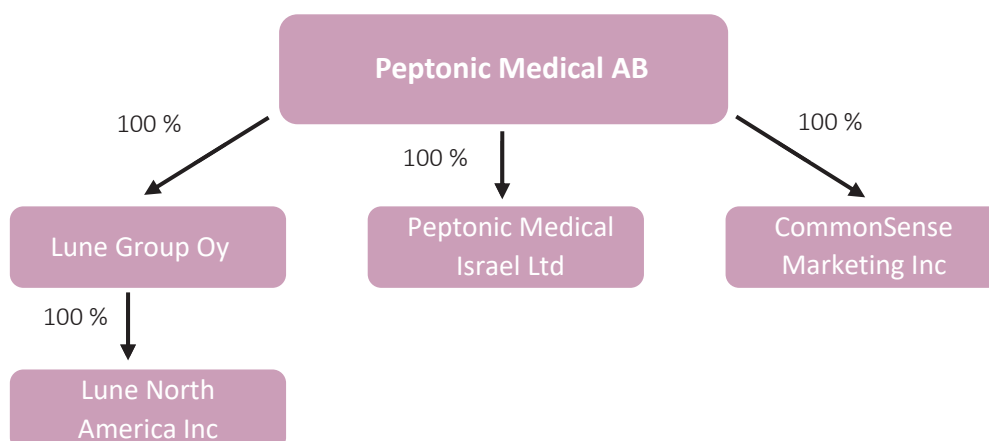 Peptonic Medical AB
100 %
100 %
100 %
Lune Group Oy
Peptonic Medical
Israel Ltd
CommonSense
Marketing Inc
100 %
Lune North
America Inc